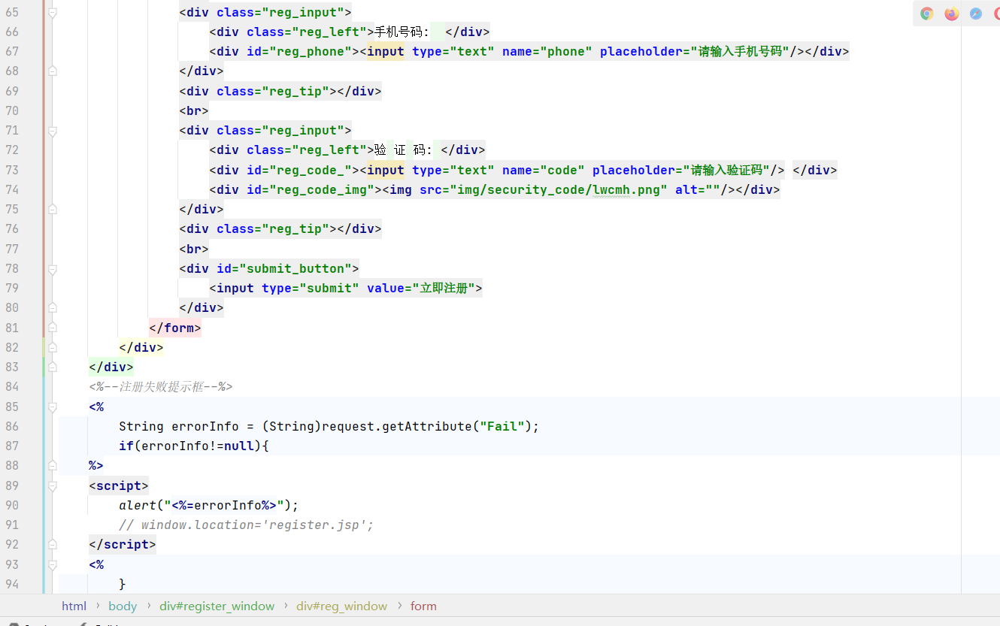 65 <div class="reg_input">
66 <div class="reg_left">手机号码: </div>
67 <div id="reg_phone"><input type="text" name="phone" placeholder="请输入手机号码"/></div>
68 </div>
69 <div class="reg_tip"></div>
70 <br>
71 <div class="reg_input">
72 <div class="reg_left">验 证 码: </div>
73 <div id="reg_code_"><input type="text" name="code" placeholder="请输入验证码"/> </div>
74 <div id="reg_code_img"><img src="img/security_code/lwcmh.png" alt=""/></div>
75 </div>
76 <div class="reg_tip"></div>
77 <br>
78 <div id="submit_button">
79 <input type="submit" value="立即注册">
80 </div>
81 </form>
82 </div>
83 </div>
84 <%--注册失败提示框--%>
85 <%
86 String errorInfo = (String)request.getAttribute("Fail");
87 if(errorInfo!=null){
88 %>
89 <script>
90 alert("<%=errorInfo%>");
91 // window.location='register.jsp';
92 </script>
93 <%
94 }
html › body › div#register_window › div#reg_window › form